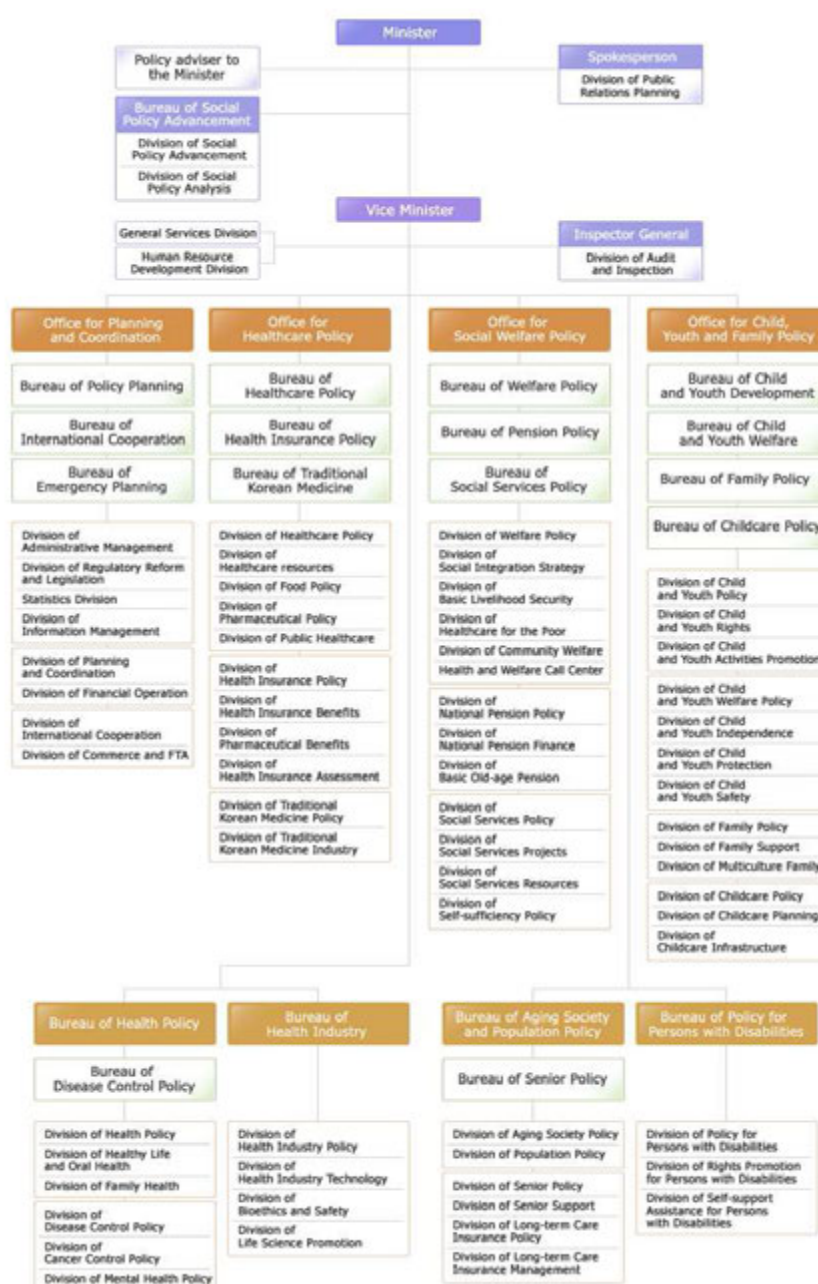 Minister
Policy adviser to
the Minister
Spokesperson
Division of Public
Relations Planning
Bureau of Social
Policy Advancement
Division of Social
Policy Advancement
Division of Social
Policy Analysis
Vice Minister
General Services Division
Human Resource
Development Division
Inspector General
Division of Audit
and Inspection
Office for Planning
and Coordination
Bureau of Policy Planning
Bureau of
International Cooperation
Bureau of
Emergency Planning
Division of
Administrative Management
Division of Regulatory Reform
and Legislation
Statistics Division
Division of
Information Management
Division of Planning
and Coordination
Division of Financial Operation
Division of
International Cooperation
Division of Commerce and FTA
Office for
Healthcare Policy
Bureau of
Healthcare Policy
Bureau of
Health Insurance Policy
Bureau of Traditional
Korean Medicine
Division of Healthcare Policy
Division of
Healthcare resources
Division of Food Policy
Division of
Pharmaceutical Policy
Division of Public Healthcare
Division of
Health Insurance Policy
Division of
Health Insurance Benefits
Division of
Pharmaceutical Benefits
Division of
Health Insurance Assessment
Division of Traditional
Korean Medicine Policy
Division of Traditional
Korean Medicine Industry
Office for
Social Welfare Policy
Bureau of Welfare Policy
Bureau of Pension Policy
Bureau of
Social Services Policy
Division of Welfare Policy
Division of
Social Integration Strategy
Division of
Basic Livelihood Security
Division of
Healthcare for the Poor
Division of Community Welfare
Health and Welfare Call Center
Division of
National Pension Policy
Division of
National Pension Finance
Division of
Basic Old-age Pension
Division of
Social Services Policy
Division of
Social Services Projects
Division of
Social Services Resources
Division of
Self-sufficiency Policy
Office for Child,
Youth and Family Policy
Bureau of Child
and Youth Development
Bureau of Child
and Youth Welfare
Bureau of Family Policy
Bureau of Childcare Policy
Division of Child
and Youth Policy
Division of Child
and Youth Rights
Division of Child
and Youth Activities Promotion
Division of Child
and Youth Welfare Policy
Division of Child
and Youth Independence
Division of Child
and Youth Protection
Division of Child
and Youth Safety
Division of Family Policy
Division of Family Support
Division of Multiculture Family
Division of Childcare Policy
Division of Childcare Planning
Division of
Childcare Infrastructure
Bureau of Health Policy
Bureau of
Disease Control Policy
Division of Health Policy
Division of Healthy Life
and Oral Health
Division of Family Health
Division of
Disease Control Policy
Division of
Cancer Control Policy
Division of Mental Health Policy
Bureau of
Health Industry
Division of
Health Industry Policy
Division of
Health Industry Technology
Division of
Bioethics and Safety
Division of
Life Science Promotion
Bureau of Aging Society
and Population Policy
Bureau of Senior Policy
Division of Aging Society Policy
Division of Population Policy
Division of Senior Policy
Division of Senior Support
Division of Long-term Care
Insurance Policy
Division of Long-term Care
Insurance Management
Bureau of Policy for
Persons with Disabilities
Division of Policy for
Persons with Disabilities
Division of Rights Promotion
for Persons with Disabilities
Division of Self-support
Assistance for Persons
with Disabilities